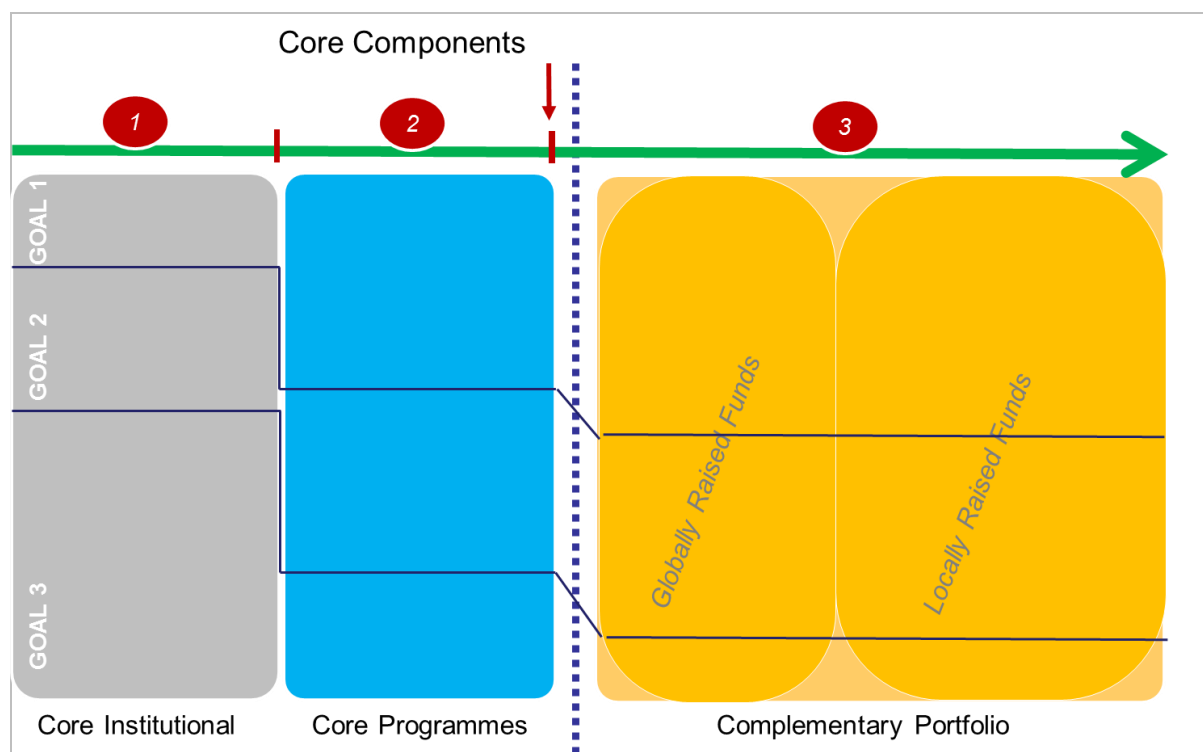 Core Components
1
2
3
GOAL 1
GOAL 2
GOAL 3
Globally Raised Funds
Locally Raised Funds
Core Institutional
Core Programmes
Complementary Portfolio